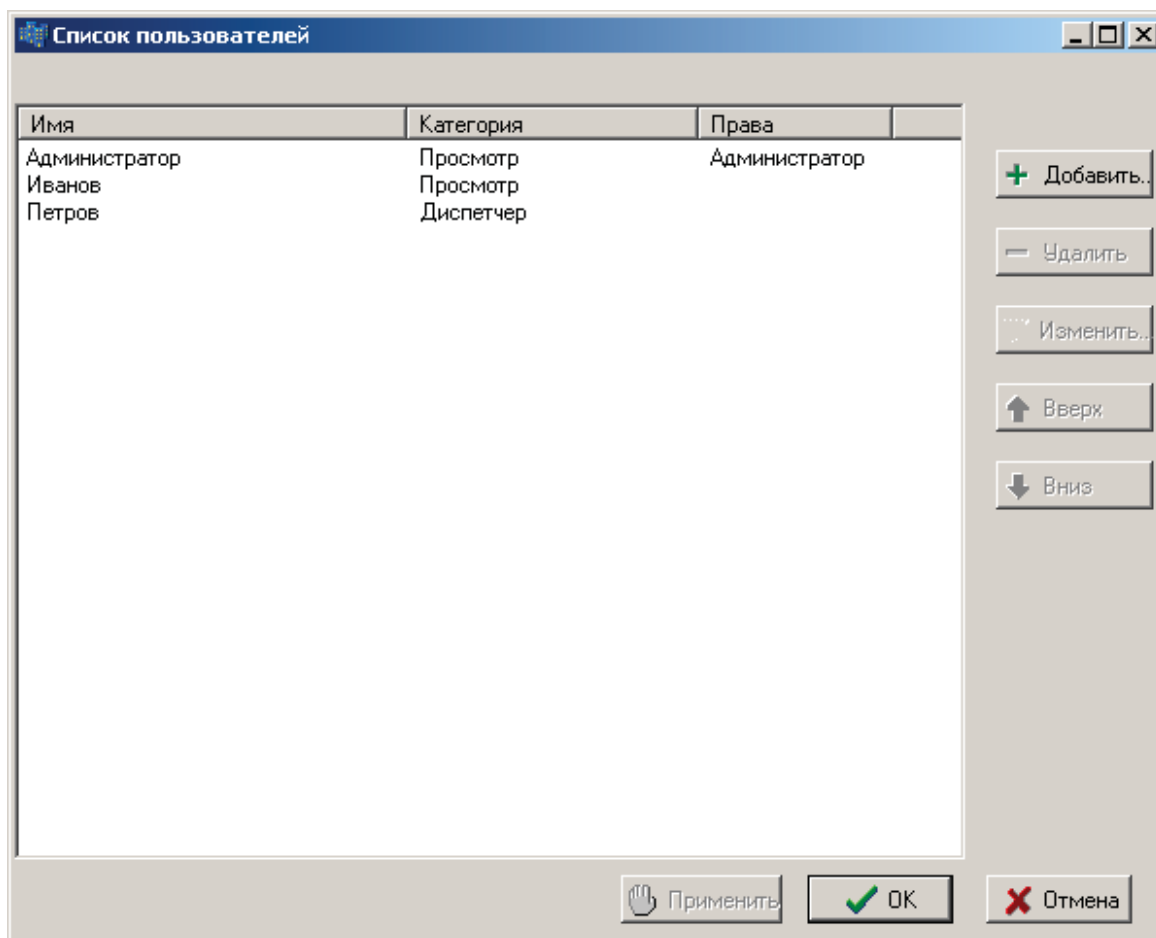 Список пользователей
Имя Категория Права
Администратор Просмотр Администратор
Иванов Просмотр
Петров Диспетчер
Добавить..
Удалить
Изменить..
Вверх
Вниз
Применить OK Отмена